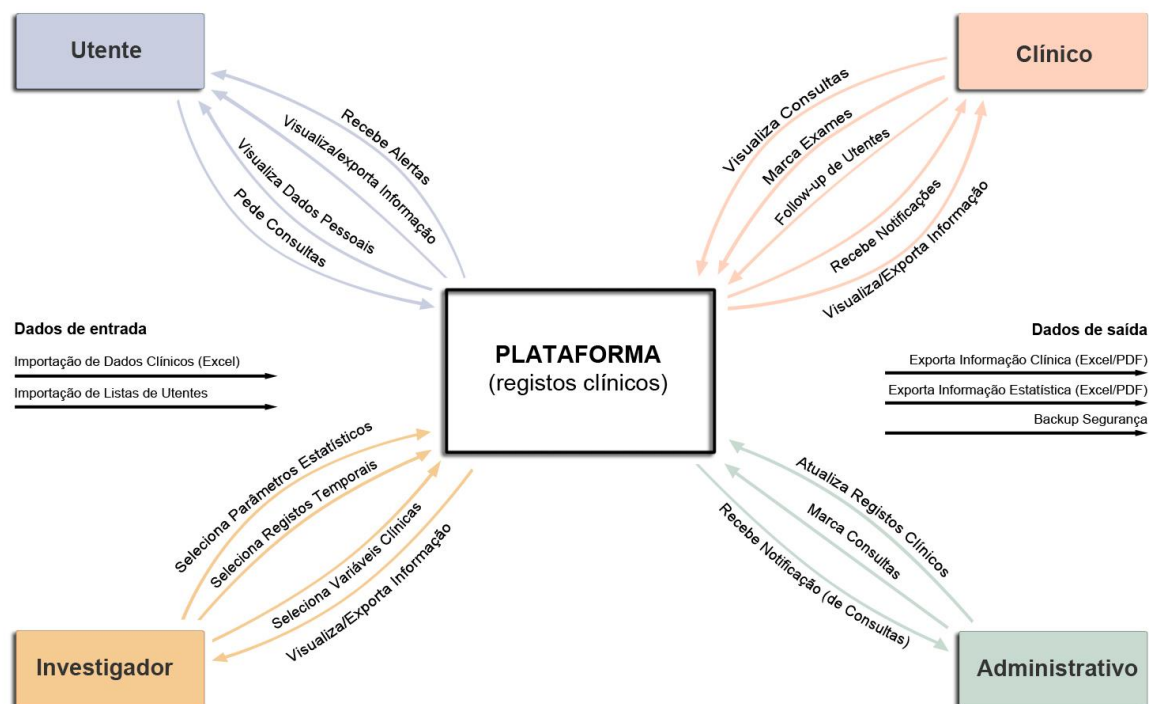 Utente
Clínico
Recebe Alertas
Visualiza/exporta Informação
Visualiza Dados Pessoais
Pede Consultas
Visualiza Consultas
Marca Exames
Follow-up de Utentes
Recebe Notificações
Visualiza/Exporta Informação
Dados de entrada
Importação de Dados Clínicos (Excel)
Importação de Listas de Utentes
PLATAFORMA
(registos clínicos)
Dados de saída
Exporta Informação Clínica (Excel/PDF)
Exporta Informação Estatística (Excel/PDF)
Backup Segurança
Seleciona Parâmetros Estatísticos
Seleciona Registos Temporais
Seleciona Variáveis Clínicas
Visualiza/Exporta Informação
Atualiza Registos Clínicos
Marca Consultas
Recebe Notificação (de Consultas)
Investigador
Administrativo